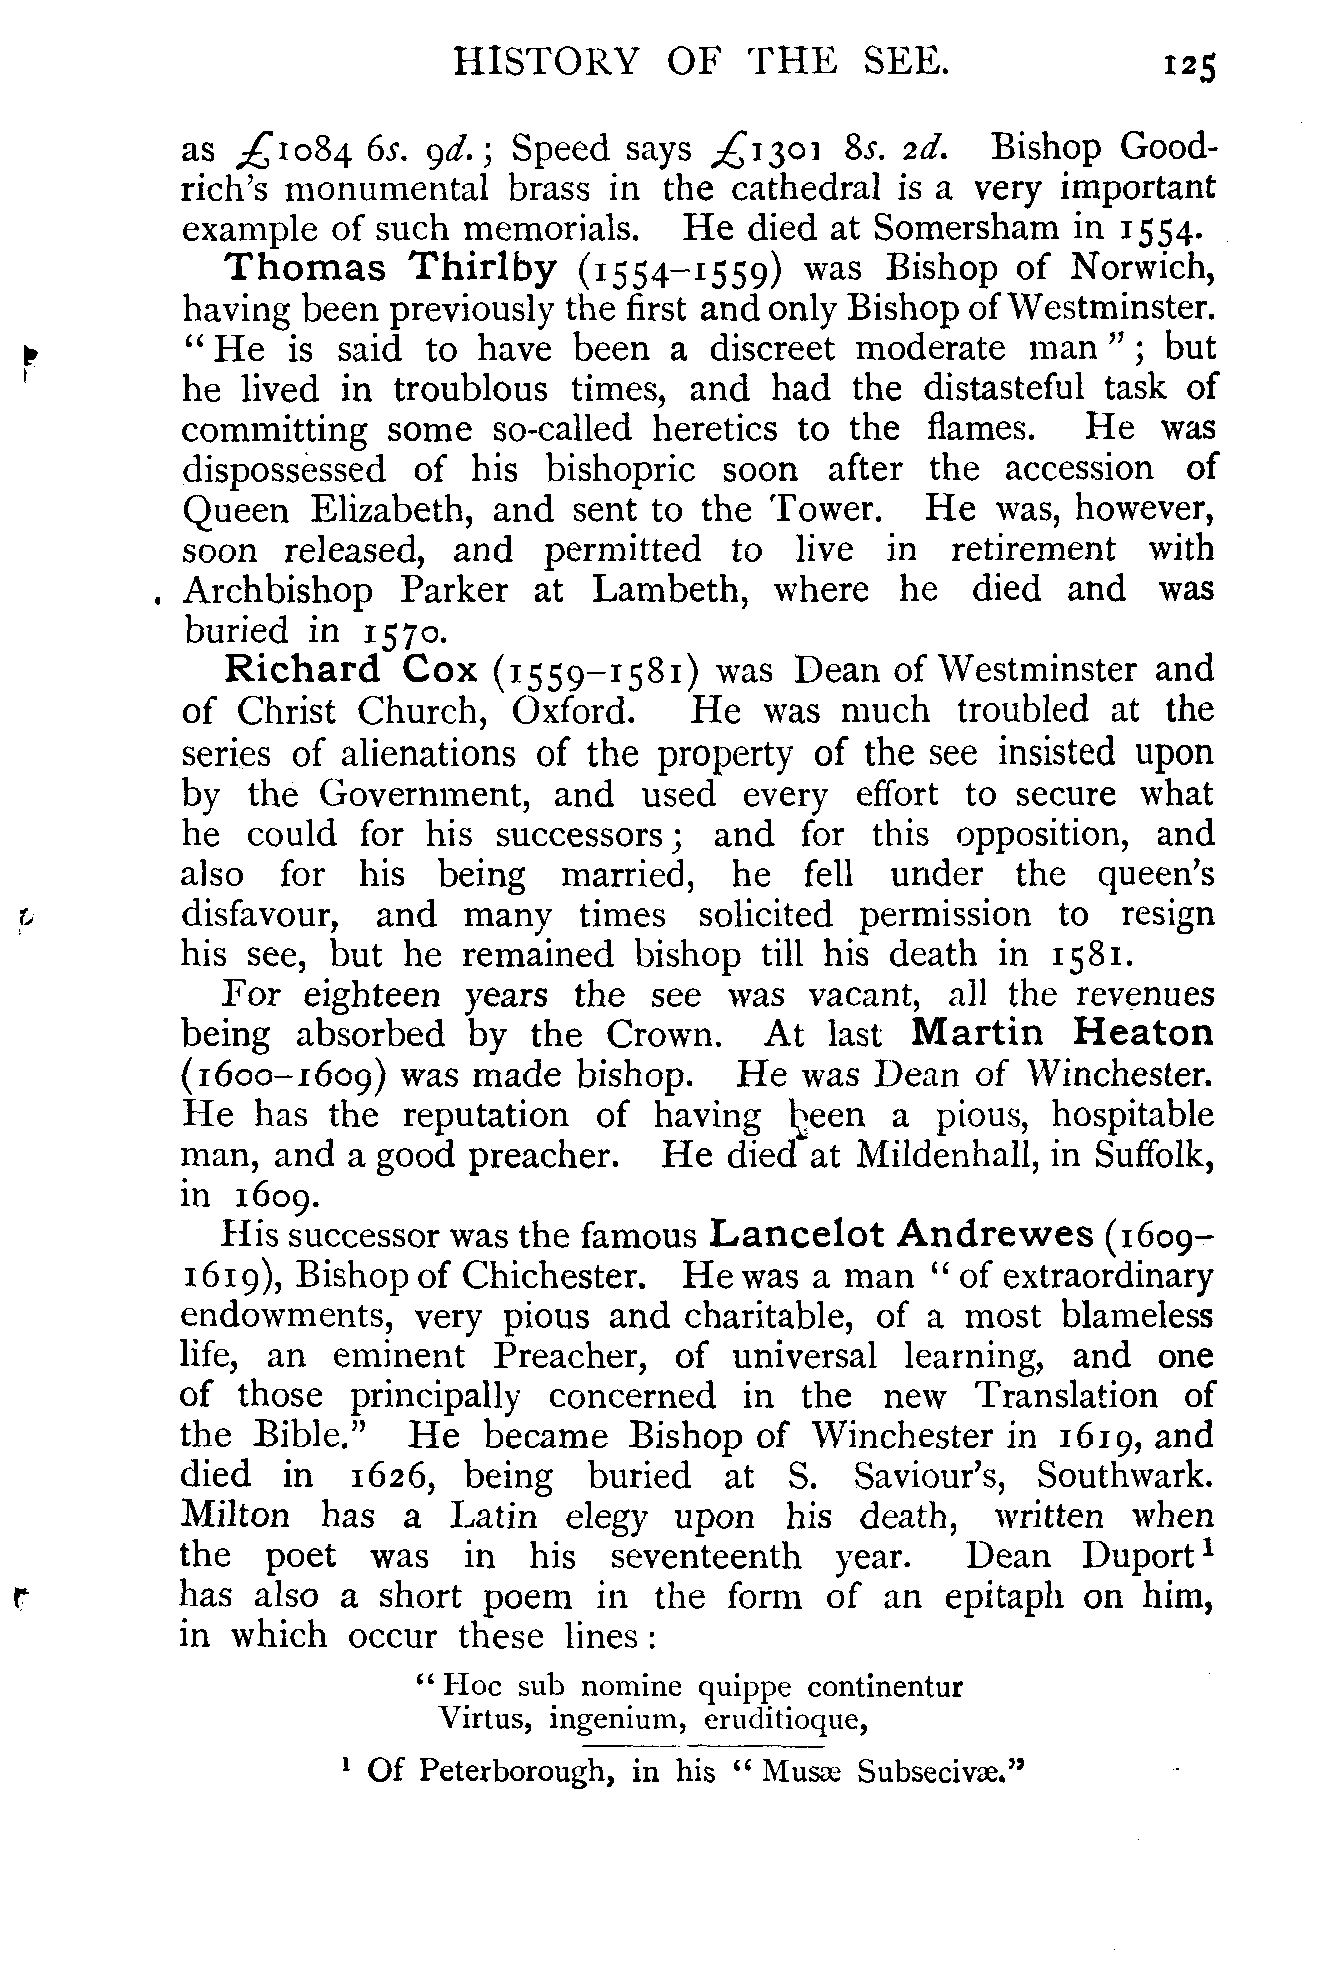 HISTORY OF THE SEE. 125
as £1084 6s. 9d.; Speed says £1301 8s. 2d. Bishop Good-
rich's monumental brass in the cathedral is a very important
example of such memorials. He died at Somersham in 1554.
Thomas Thirlby (1554–1559) was Bishop of Norwich,
having been previously the first and only Bishop of Westminster.
“He is said to have been a discreet moderate man”; but
he lived in troublous times, and had the distasteful task of
committing some so-called heretics to the flames. He was
dispossessed of his bishopric soon after the accession of
Queen Elizabeth, and sent to the Tower. He was, however,
soon released, and permitted to live in retirement with
Archbishop Parker at Lambeth, where he died and was
buried in 1570.
Richard Cox (1559–1581) was Dean of Westminster and
of Christ Church, Oxford. He was much troubled at the
series of alienations of the property of the see insisted upon
by the Government, and used every effort to secure what
he could for his successors; and for this opposition, and
also for his being married, he fell under the queen's
disfavour, and many times solicited permission to resign
his see, but he remained bishop till his death in 1581.
For eighteen years the see was vacant, all the revenues
being absorbed by the Crown. At last Martin Heaton
(1600–1609) was made bishop. He was Dean of Winchester.
He has the reputation of having been a pious, hospitable
man, and a good preacher. He died at Mildenhall, in Suffolk,
in 1609.
His successor was the famous Lancelot Andrewes (1609–
1619), Bishop of Chichester. He was a man “of extraordinary
endowments, very pious and charitable, of a most blameless
life, an eminent Preacher, of universal learning, and one
of those principally concerned in the new Translation of
the Bible.” He became Bishop of Winchester in 1619, and
died in 1626, being buried at S. Saviour's, Southwark.
Milton has a Latin elegy upon his death, written when
the poet was in his seventeenth year. Dean Duport¹
has also a short poem in the form of an epitaph on him,
in which occur these lines:
“Hoc sub nomine quippe continentur
Virtus, ingenium, eruditioque,
¹ Of Peterborough, in his “Musæ Subsecivæ.”